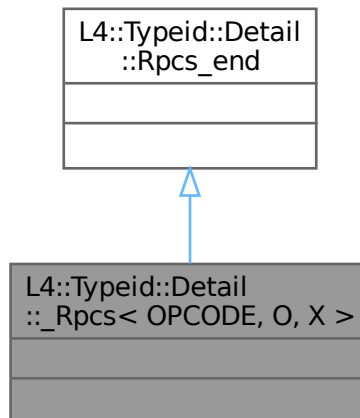 L4::Typeid::Detail
::Rpcs_end
L4::Typeid::Detail
::_Rpcs< OPCODE, O, X >